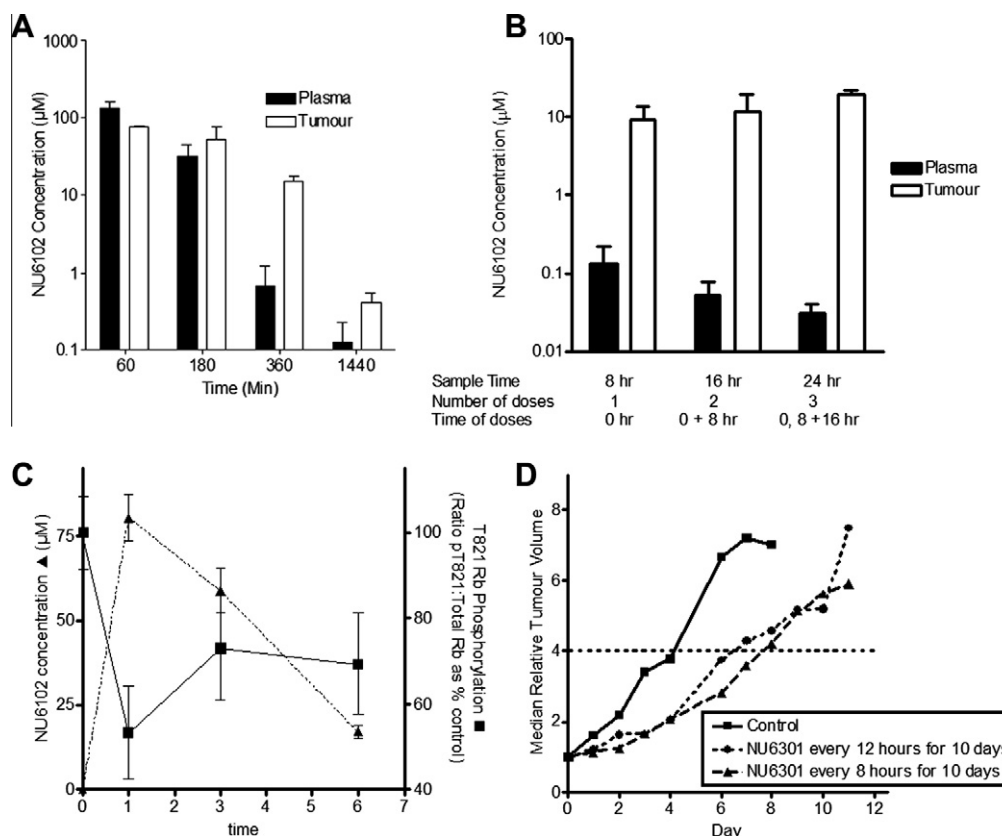 A
1000
100
10
1
0.1
NU6102 Concentration (µM)
Plasma
Tumour
60 180 360 1440
Time (Min)
B
100
10
1
0.1
0.01
NU6102 Concentration (µM)
Plasma
Tumour
Sample Time 8 hr 16 hr 24 hr
Number of doses 1 2 3
Time of doses 0 hr 0 + 8 hr 0, 8 +16 hr
C
75
50
25
0
NU6102 concentration ▲ (µM)
0 1 2 3 4 5 6 7
time
100
80
60
40
T821 Rb Phosphorylation ■
(Ratio pT821:Total Rb as % control)
D
8
6
4
2
0
Median Relative Tumour Volume
0 2 4 6 8 10 12
Day
Control
NU6301 every 12 hours for 10 days
NU6301 every 8 hours for 10 days